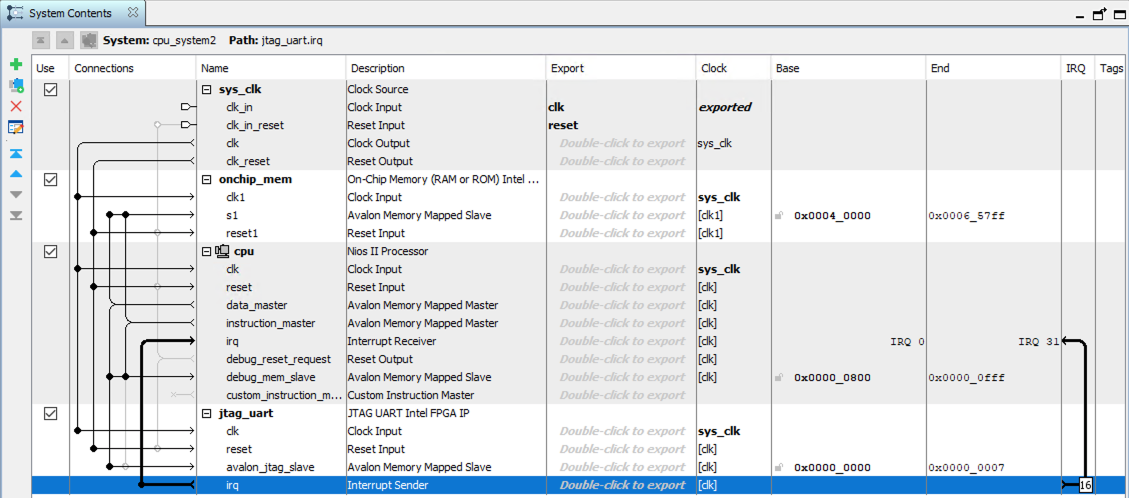 System Contents
System: cpu_system2 Path: jtag_uart.irq
Use Connections Name Description Export Clock Base End IRQ Tags
sys_clk Clock Source
clk_in Clock Input clk exported
clk_in_reset Reset Input reset
clk Clock Output Double-click to export sys_clk
clk_reset Reset Output Double-click to export
onchip_mem On-Chip Memory (RAM or ROM) Intel ...
clk1 Clock Input Double-click to export sys_clk
s1 Avalon Memory Mapped Slave Double-click to export [clk1] 0x0004_0000 0x0006_57ff
reset1 Reset Input Double-click to export [clk1]
cpu Nios II Processor
clk Clock Input Double-click to export sys_clk
reset Reset Input Double-click to export [clk]
data_master Avalon Memory Mapped Master Double-click to export [clk]
instruction_master Avalon Memory Mapped Master Double-click to export [clk]
irq Interrupt Receiver Double-click to export [clk] IRQ 0 IRQ 31
debug_reset_request Reset Output Double-click to export [clk]
debug_mem_slave Avalon Memory Mapped Slave Double-click to export [clk] 0x0000_0800 0x0000_0fff
custom_instruction_m... Custom Instruction Master Double-click to export
jtag_uart JTAG UART Intel FPGA IP
clk Clock Input Double-click to export sys_clk
reset Reset Input Double-click to export [clk]
avalon_jtag_slave Avalon Memory Mapped Slave Double-click to export [clk] 0x0000_0000 0x0000_0007
irq Interrupt Sender Double-click to export [clk] 16